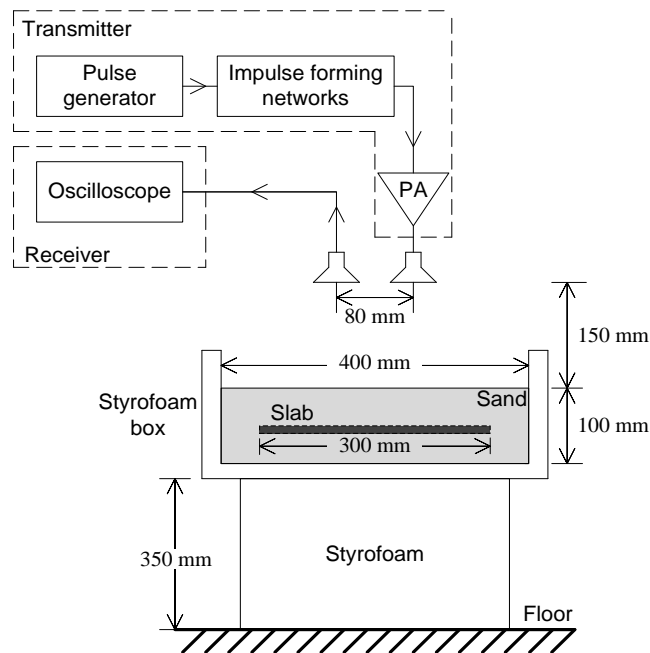 Transmitter
Pulse
generator
Impulse forming
networks
PA
Oscilloscope
Receiver
80 mm
150 mm
400 mm
Styrofoam
box
Slab
Sand
300 mm
100 mm
350 mm
Styrofoam
Floor